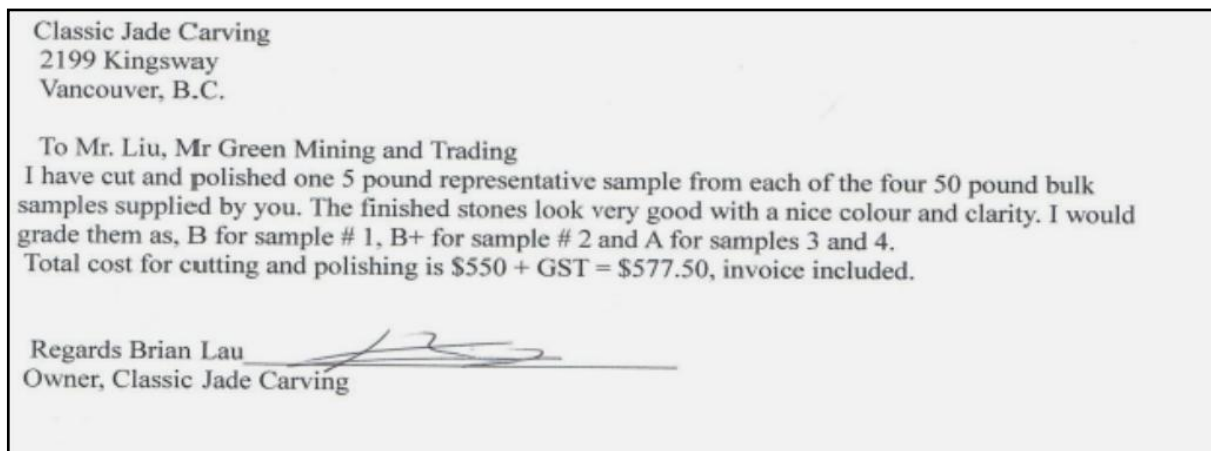 Classic Jade Carving
2199 Kingsway
Vancouver, B.C.
To Mr. Liu, Mr Green Mining and Trading
I have cut and polished one 5 pound representative sample from each of the four 50 pound bulk
samples supplied by you. The finished stones look very good with a nice colour and clarity. I would
grade them as, B for sample # 1, B+ for sample # 2 and A for samples 3 and 4.
Total cost for cutting and polishing is $550 + GST = $577.50, invoice included.
Regards Brian Lau
Owner, Classic Jade Carving